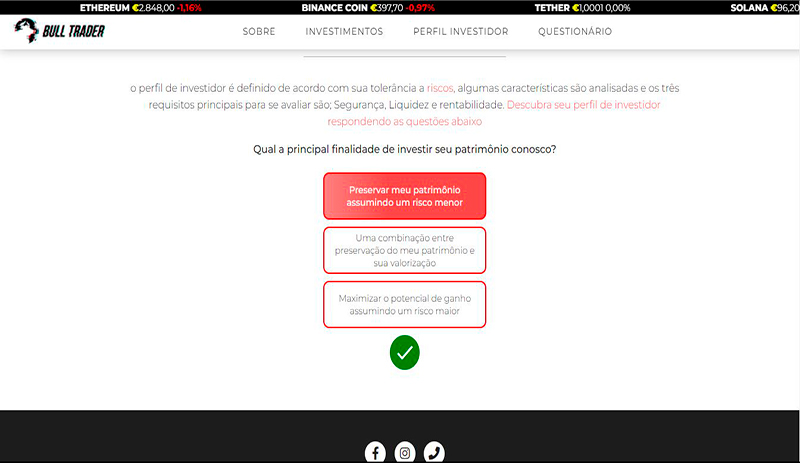 ETHEREUM €2.848,00 -1,16% BINANCE COIN €397,70 -0,97% TETHER €1,0001 0,00% SOLANA €96,20
BULL TRADER SOBRE INVESTIMENTOS PERFIL INVESTIDOR QUESTIONÁRIO
o perfil de investidor é definido de acordo com sua tolerância a riscos, algumas características são analisadas e os três
requisitos principais para se avaliar são; Segurança, Liquidez e rentabilidade. Descubra seu perfil de investidor
respondendo as questões abaixo
Qual a principal finalidade de investir seu patrimônio conosco?
Preservar meu patrimônio
assumindo um risco menor
Uma combinação entre
preservação do meu patrimônio e
sua valorização
Maximizar o potencial de ganho
assumindo um risco maior